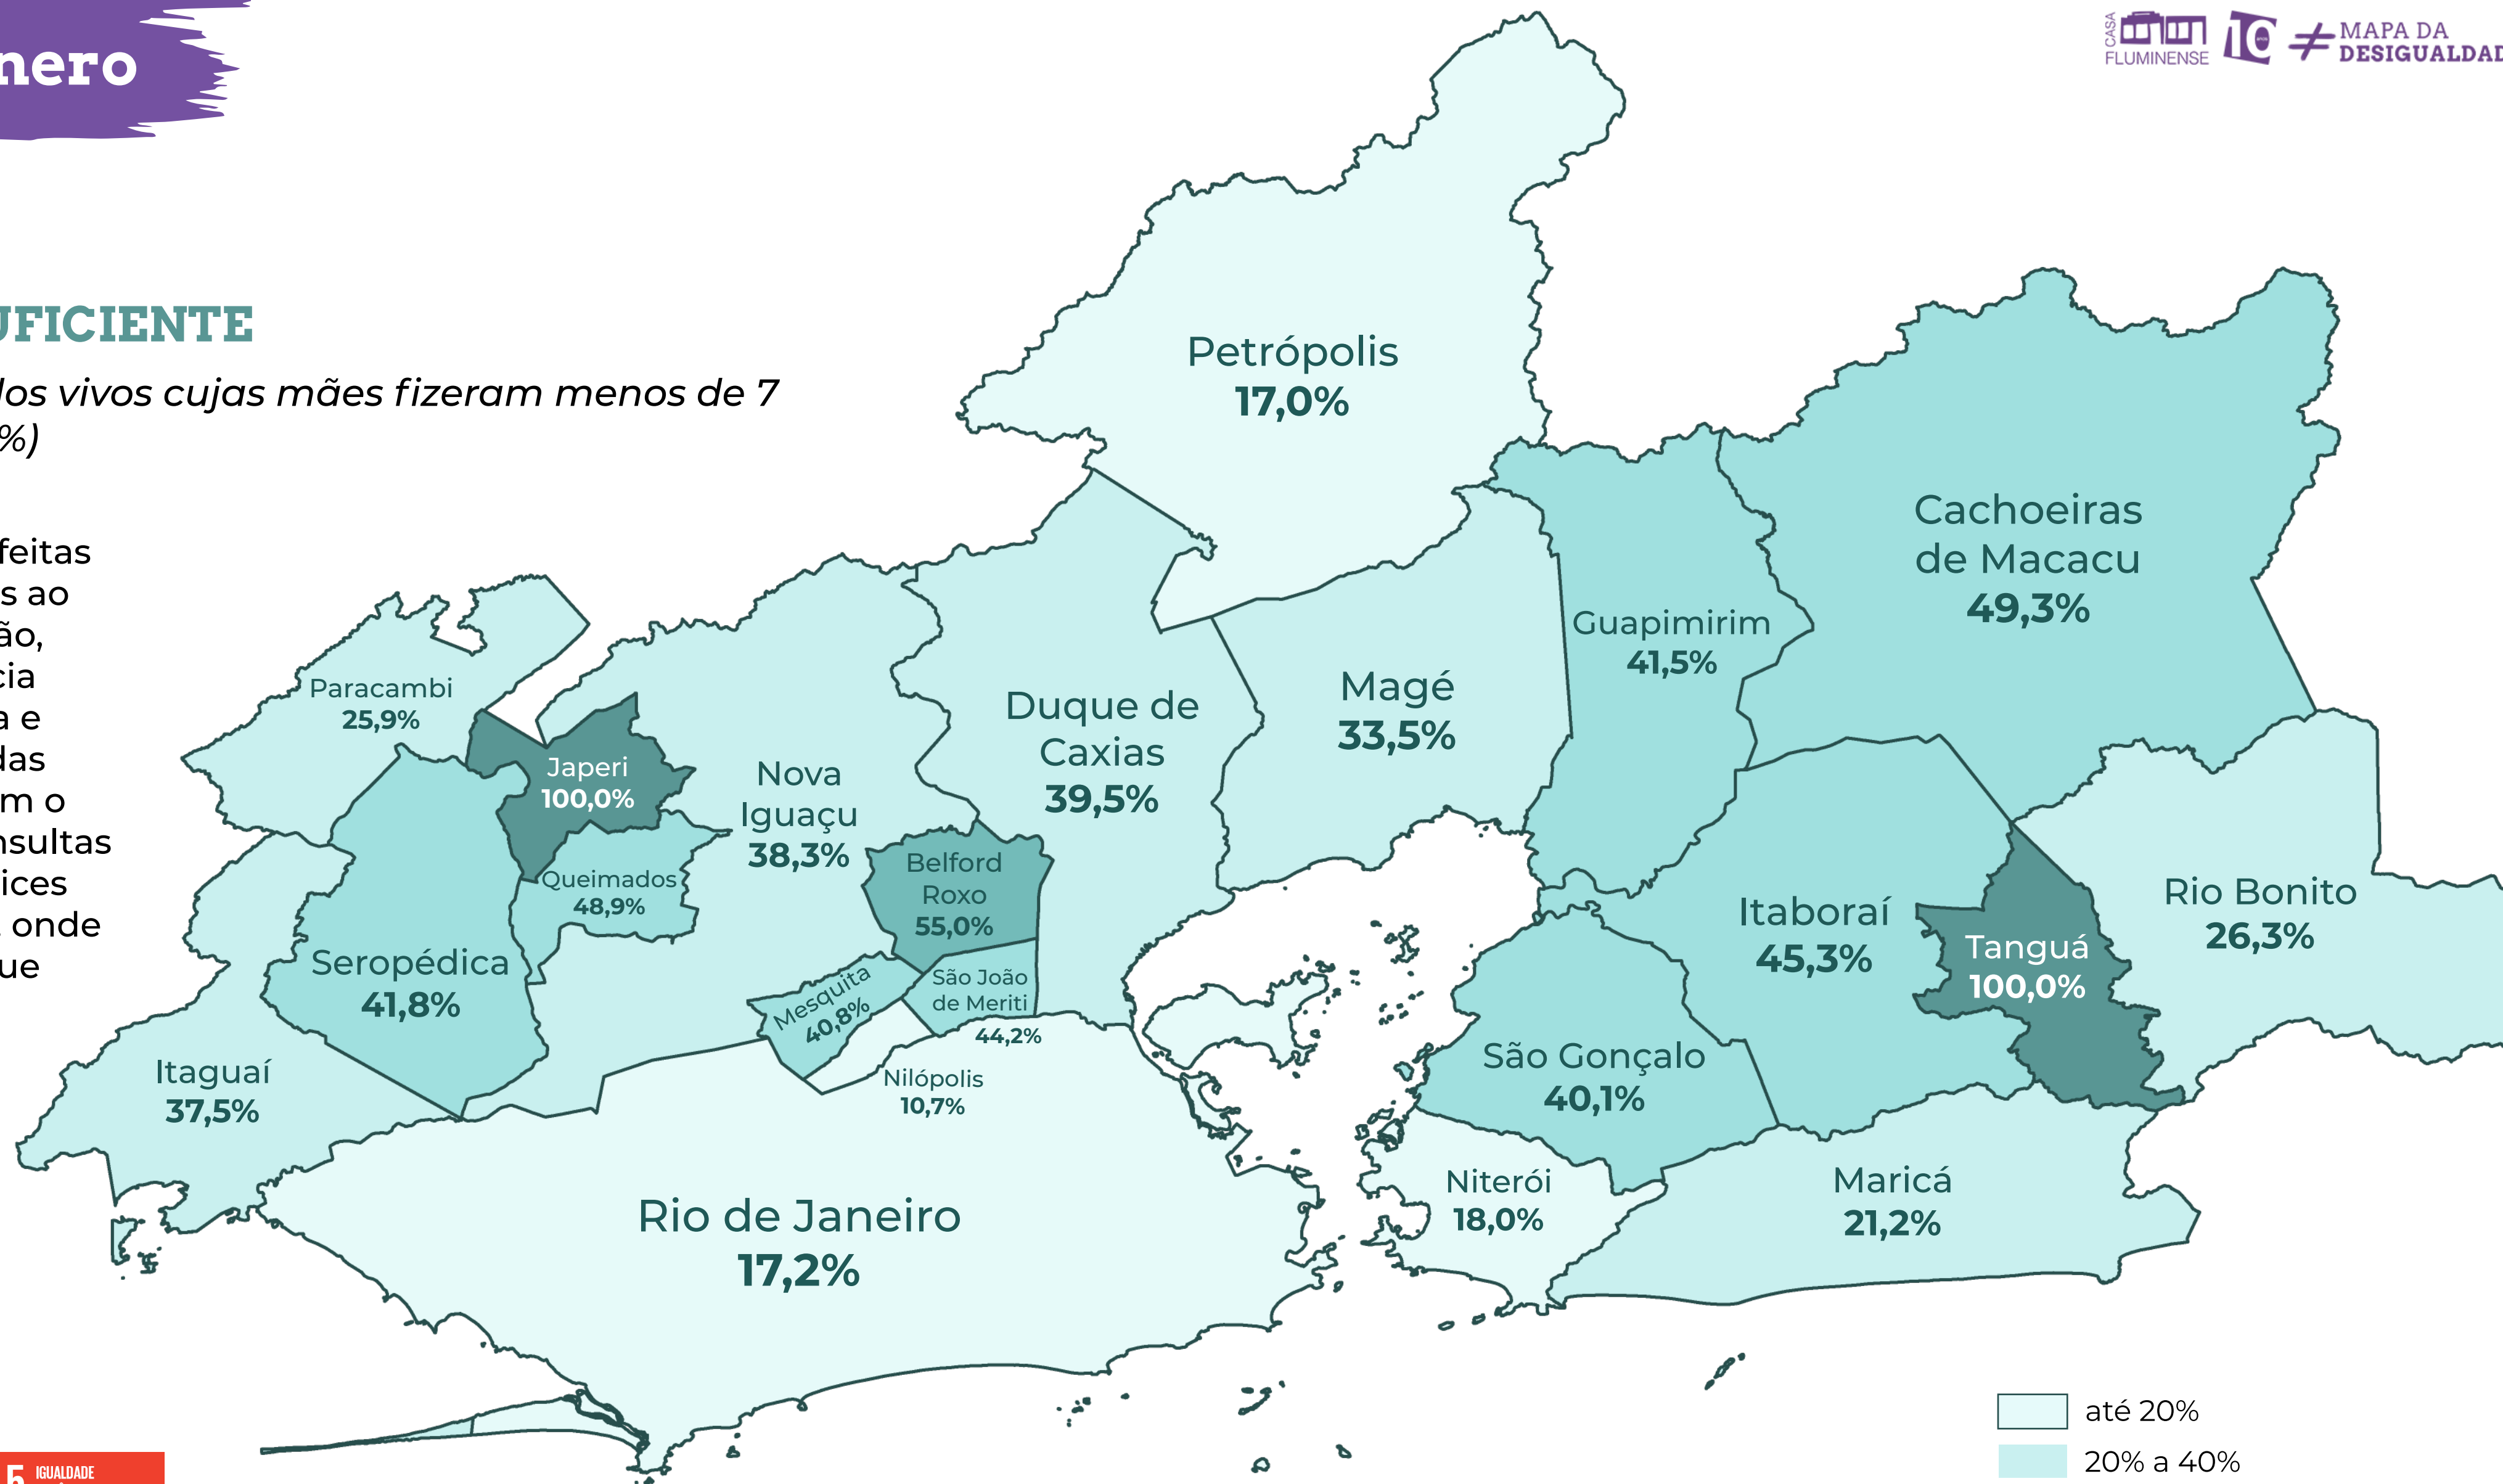 nero
CASA
FLUMINENSE
10
≠ MAPA DA
DESIGUALDAD
UFICIENTE
dos vivos cujas mães fizeram menos de 7
%)
feitas
s ao
ão,
cia
a e
das
m o
nsultas
ices
onde
ue
Petrópolis
17,0%
Cachoeiras
de Macacu
49,3%
Guapimirim
41,5%
Magé
33,5%
Duque de
Caxias
39,5%
Paracambi
25,9%
Japeri
100,0%
Nova
Iguaçu
38,3%
Queimados
48,9%
Belford
Roxo
55,0%
Seropédica
41,8%
Mesquita
40,8%
São João
de Meriti
44,2%
Nilópolis
10,7%
Itaguaí
37,5%
Rio de Janeiro
17,2%
Itaboraí
45,3%
Tanguá
100,0%
Rio Bonito
26,3%
São Gonçalo
40,1%
Niterói
18,0%
Maricá
21,2%
até 20%
20% a 40%
5 IGUALDADE